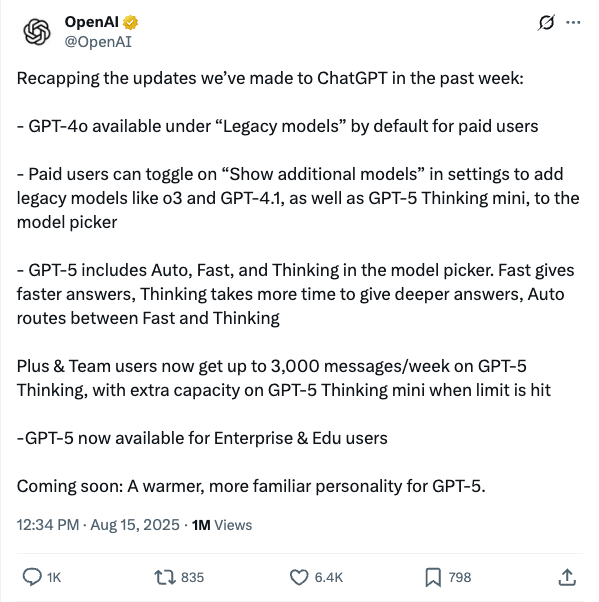 OpenAI
@OpenAI
Recapping the updates we’ve made to ChatGPT in the past week:
- GPT-4o available under “Legacy models” by default for paid users
- Paid users can toggle on “Show additional models” in settings to add
legacy models like o3 and GPT-4.1, as well as GPT-5 Thinking mini, to the
model picker
- GPT-5 includes Auto, Fast, and Thinking in the model picker. Fast gives
faster answers, Thinking takes more time to give deeper answers, Auto
routes between Fast and Thinking
Plus & Team users now get up to 3,000 messages/week on GPT-5
Thinking, with extra capacity on GPT-5 Thinking mini when limit is hit
-GPT-5 now available for Enterprise & Edu users
Coming soon: A warmer, more familiar personality for GPT-5.
12:34 PM · Aug 15, 2025 · 1M Views
1K 835 6.4K 798